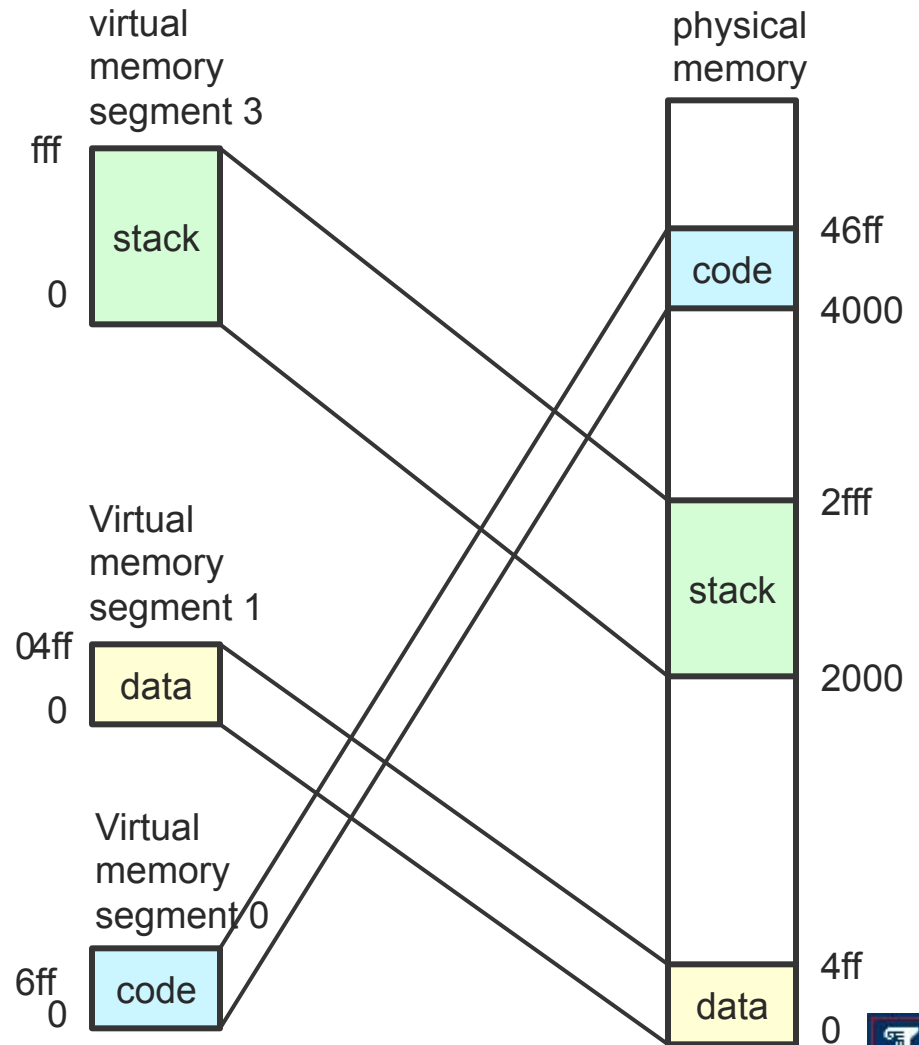 virtual
memory
segment 3
fff
stack
0
Virtual
memory
segment 1
04ff
data
0
Virtual
memory
segment 0
6ff
code
0
physical
memory
46ff
code
4000
2fff
stack
2000
4ff
data
0